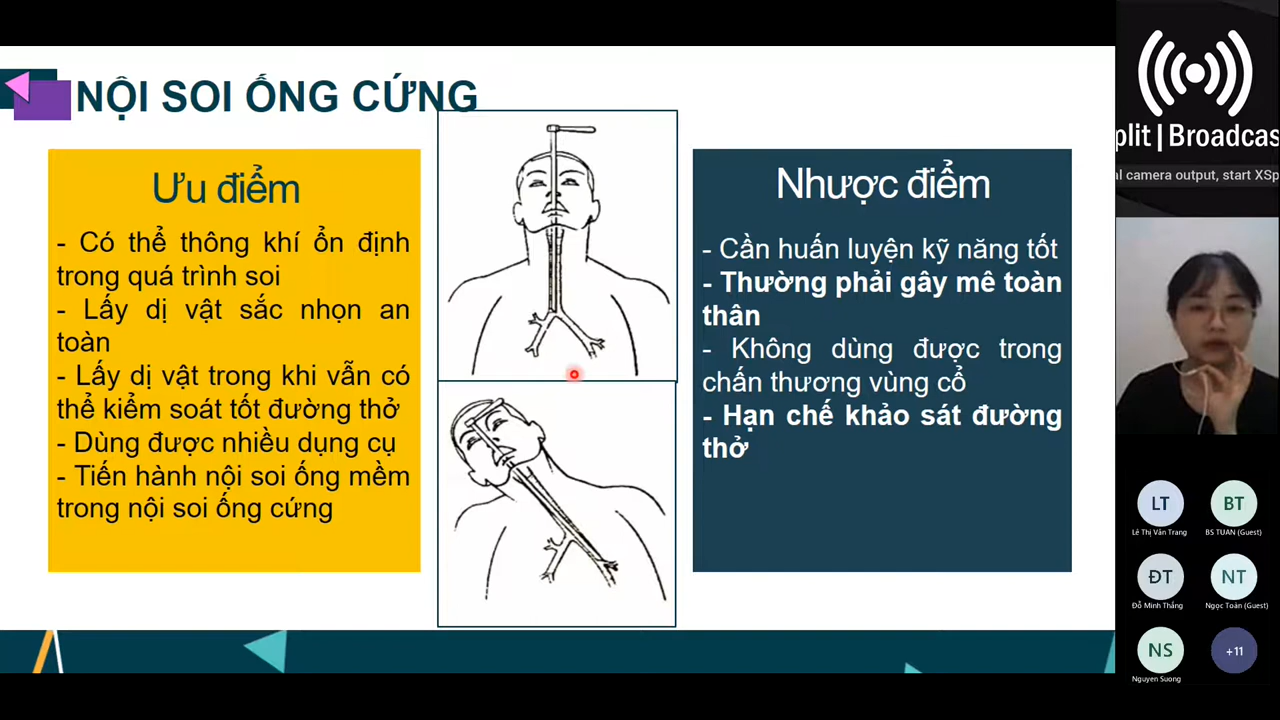 NỘI SOI ỐNG CỨNG
Ưu điểm
- Có thể thông khí ổn định
trong quá trình soi
- Lấy dị vật sắc nhọn an
toàn
- Lấy dị vật trong khi vẫn có
thể kiểm soát tốt đường thở
- Dùng được nhiều dụng cụ
- Tiến hành nội soi ống mềm
trong nội soi ống cứng
Nhược điểm
- Cần huấn luyện kỹ năng tốt
- Thường phải gây mê toàn
thân
- Không dùng được trong
chấn thương vùng cổ
- Hạn chế khảo sát đường
thở
plit | Broadcas
al camera output, start XSp
LT
Lê Thị Vân Trang
BT
BS TUAN (Guest)
ĐT
Đỗ Minh Thắng
NT
Ngọc Toàn (Guest)
NS
Nguyen Suong
+11